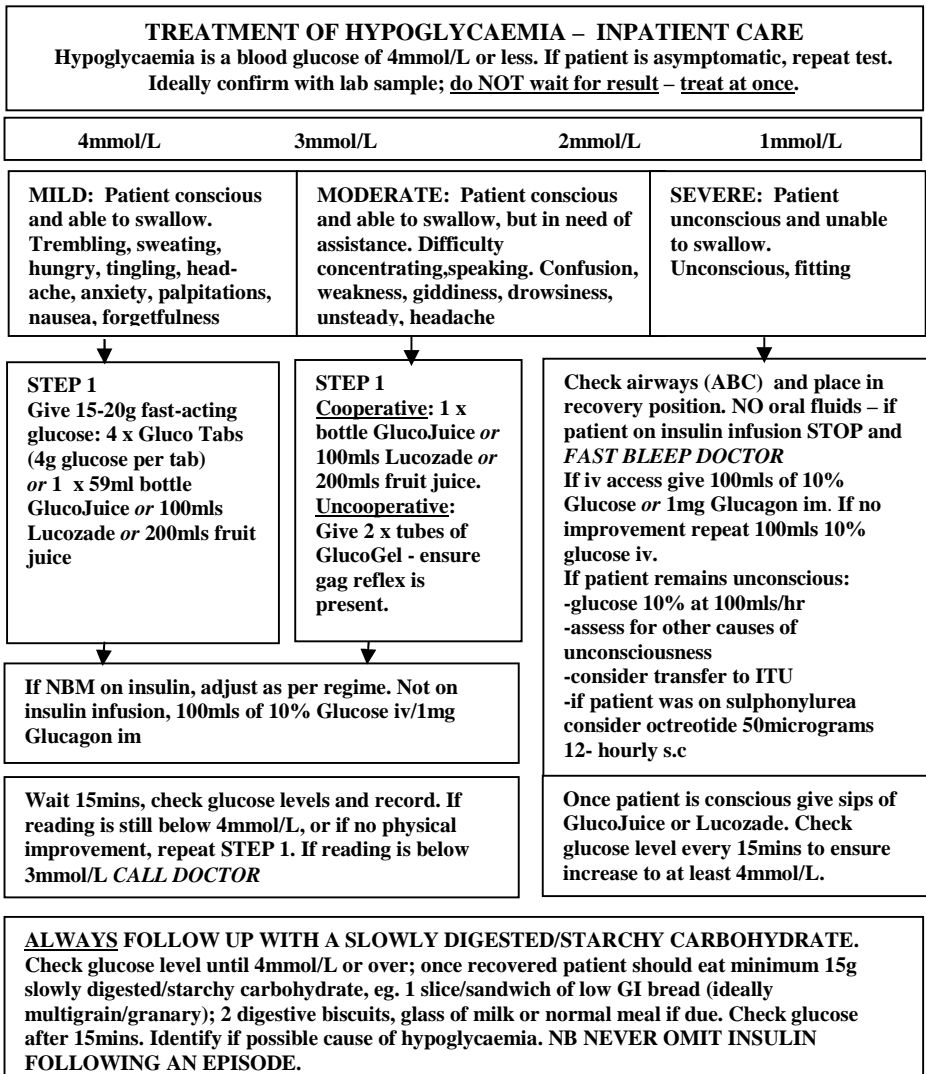 TREATMENT OF HYPOGLYCAEMIA – INPATIENT CARE
Hypoglycaemia is a blood glucose of 4mmol/L or less. If patient is asymptomatic, repeat test.
Ideally confirm with lab sample; do NOT wait for result – treat at once.
4mmol/L 3mmol/L 2mmol/L 1mmol/L
MILD: Patient conscious
and able to swallow.
Trembling, sweating,
hungry, tingling, head-
ache, anxiety, palpitations,
nausea, forgetfulness
MODERATE: Patient conscious
and able to swallow, but in need of
assistance. Difficulty
concentrating,speaking. Confusion,
weakness, giddiness, drowsiness,
unsteady, headache
SEVERE: Patient
unconscious and unable
to swallow.
Unconscious, fitting
STEP 1
Give 15-20g fast-acting
glucose: 4 x Gluco Tabs
(4g glucose per tab)
or 1 x 59ml bottle
GlucoJuice or 100mls
Lucozade or 200mls fruit
juice
STEP 1
Cooperative: 1 x
bottle GlucoJuice or
100mls Lucozade or
200mls fruit juice.
Uncooperative:
Give 2 x tubes of
GlucoGel - ensure
gag reflex is
present.
Check airways (ABC) and place in
recovery position. NO oral fluids – if
patient on insulin infusion STOP and
FAST BLEEP DOCTOR
If iv access give 100mls of 10%
Glucose or 1mg Glucagon im. If no
improvement repeat 100mls 10%
glucose iv.
If patient remains unconscious:
-glucose 10% at 100mls/hr
-assess for other causes of
unconsciousness
-consider transfer to ITU
-if patient was on sulphonylurea
consider octreotide 50micrograms
12- hourly s.c
If NBM on insulin, adjust as per regime. Not on
insulin infusion, 100mls of 10% Glucose iv/1mg
Glucagon im
Wait 15mins, check glucose levels and record. If
reading is still below 4mmol/L, or if no physical
improvement, repeat STEP 1. If reading is below
3mmol/L CALL DOCTOR
Once patient is conscious give sips of
GlucoJuice or Lucozade. Check
glucose level every 15mins to ensure
increase to at least 4mmol/L.
ALWAYS FOLLOW UP WITH A SLOWLY DIGESTED/STARCHY CARBOHYDRATE.
Check glucose level until 4mmol/L or over; once recovered patient should eat minimum 15g
slowly digested/starchy carbohydrate, eg. 1 slice/sandwich of low GI bread (ideally
multigrain/granary); 2 digestive biscuits, glass of milk or normal meal if due. Check glucose
after 15mins. Identify if possible cause of hypoglycaemia. NB NEVER OMIT INSULIN
FOLLOWING AN EPISODE.